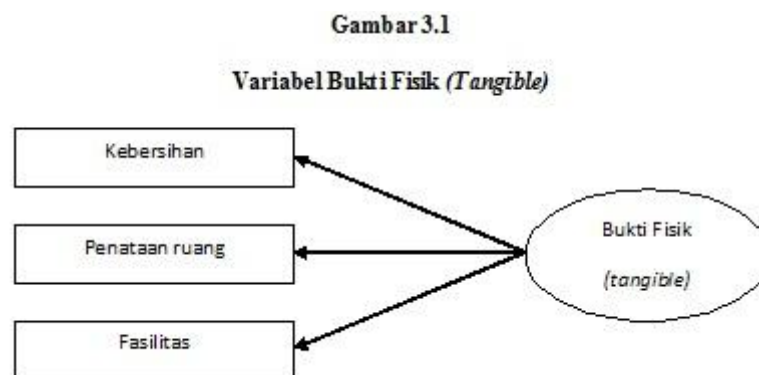 Gambar 3.1
Variabel Bukti Fisik (Tangible)
Kebersihan
Penataan ruang
Fasilitas
Bukti Fisik
(tangible)